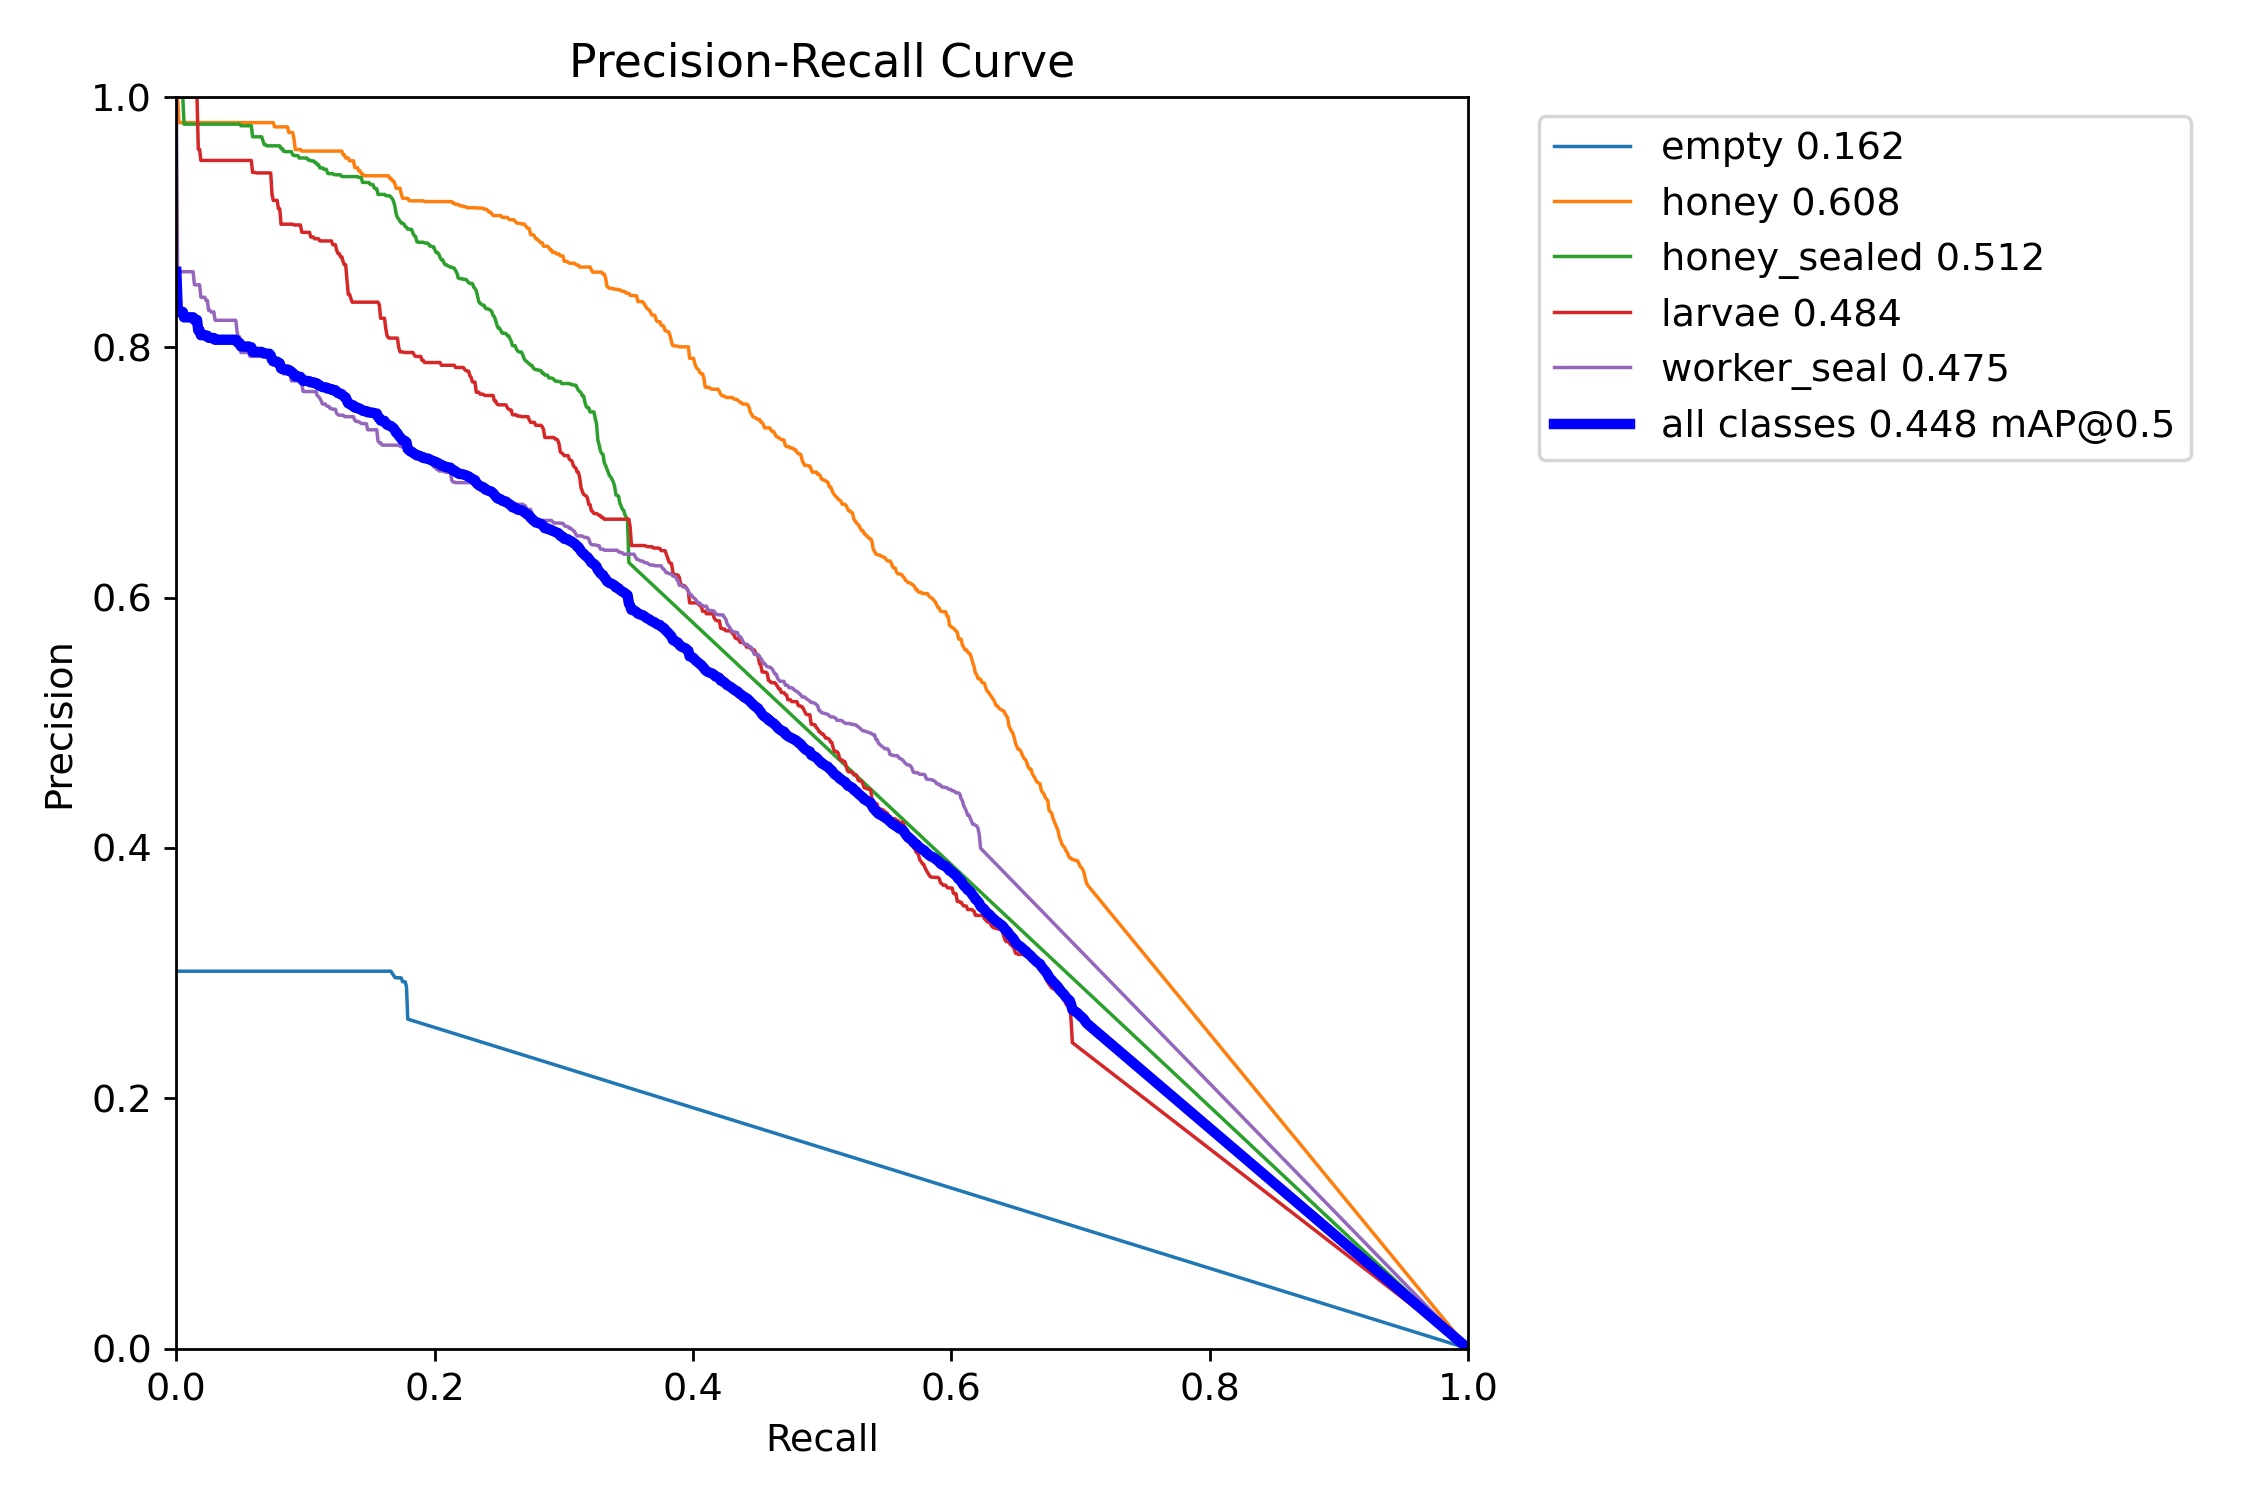 Precision-Recall Curve
1.0
0.8
0.6
0.4
0.2
0.0
Precision
0.0 0.2 0.4 0.6 0.8 1.0
Recall
empty 0.162
honey 0.608
honey_sealed 0.512
larvae 0.484
worker_seal 0.475
all classes 0.448 mAP@0.5